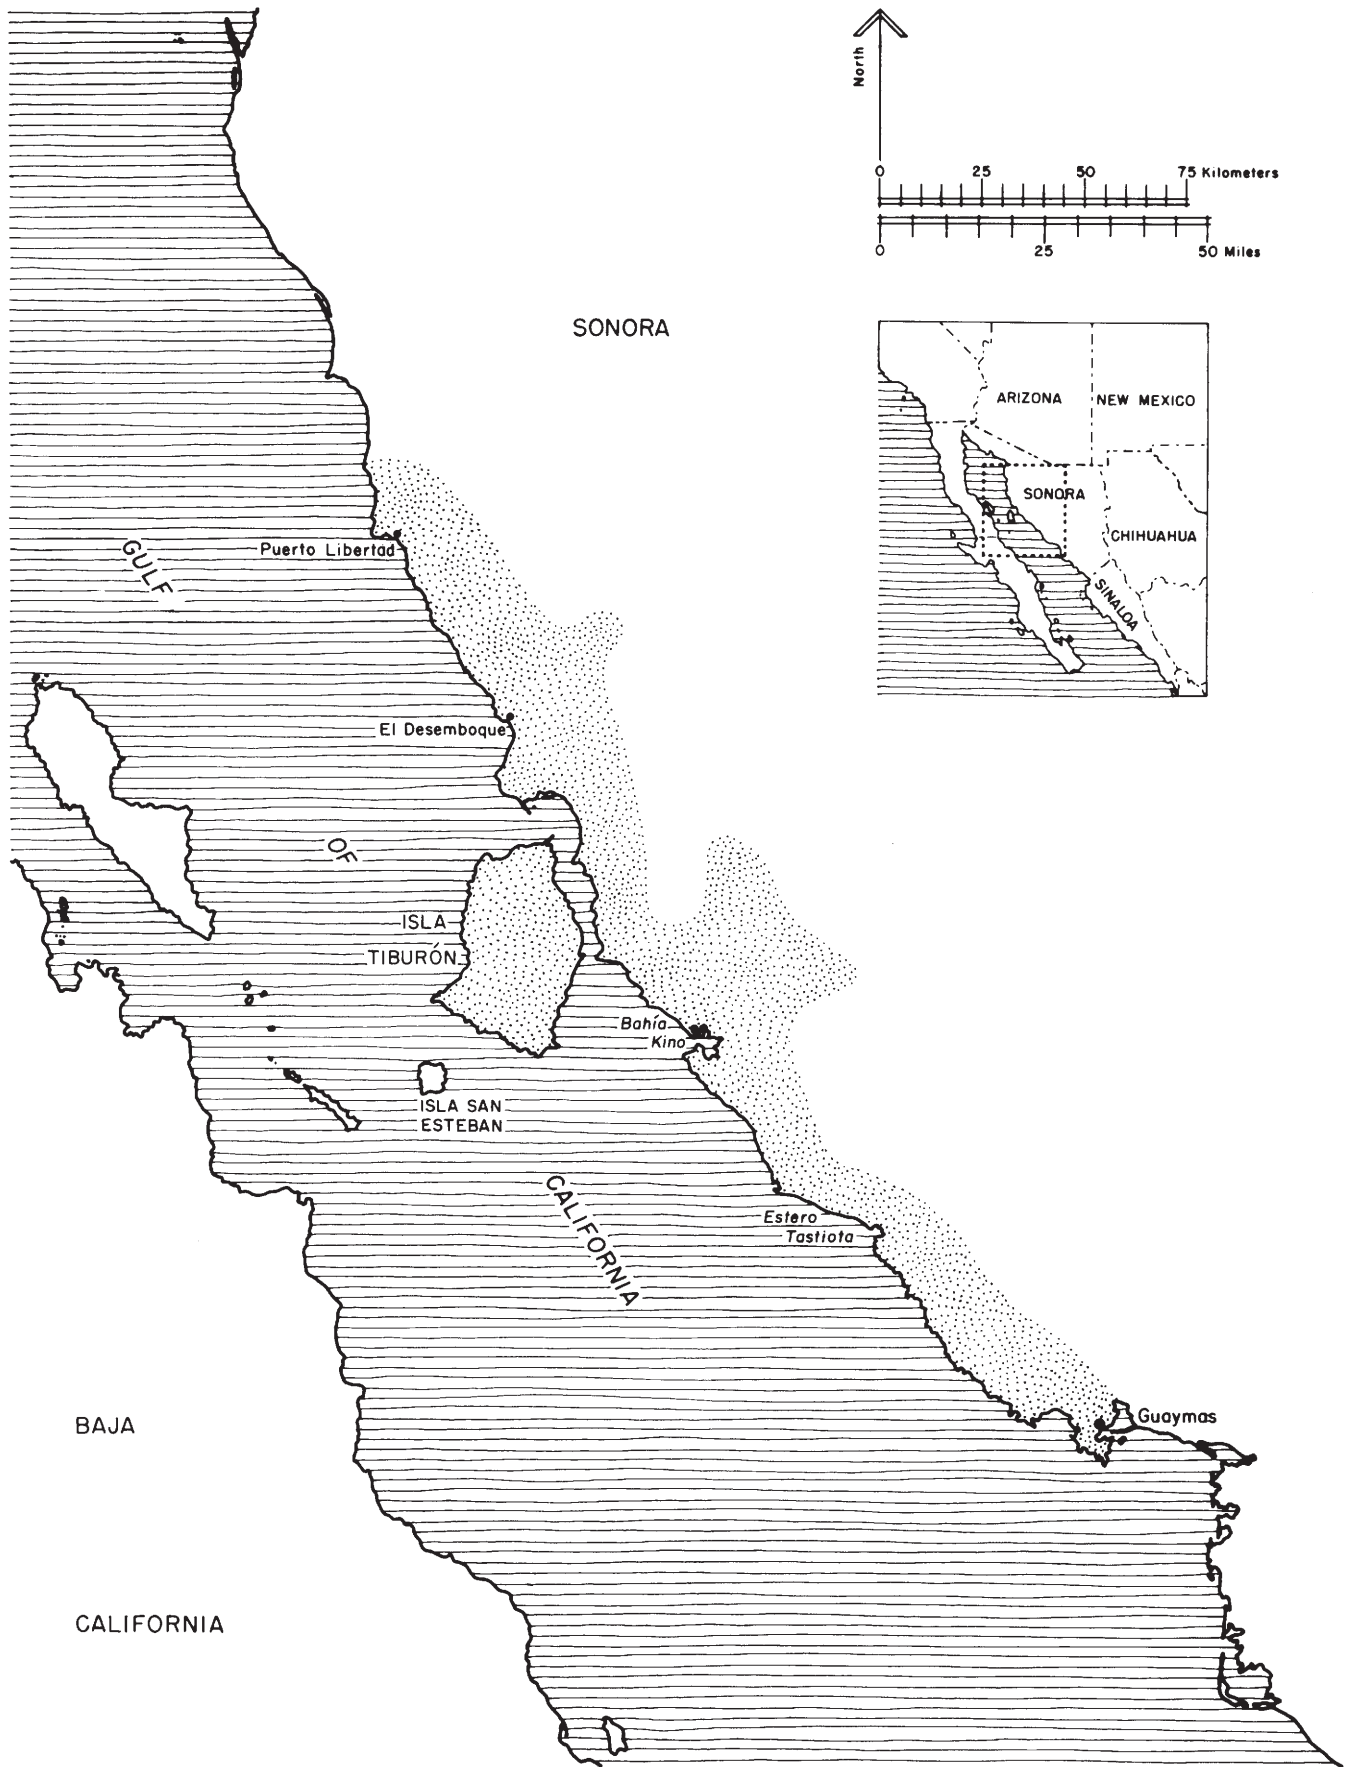 North
0 25 50 75 Kilometers
0 25 50 Miles
SONORA
ARIZONA
NEW MEXICO
SONORA
CHIHUAHUA
SINALOA
GULF
Puerto Libertad
El Desemboque
OF
ISLA
TIBURÓN
Bahía
Kino
ISLA SAN
ESTEBAN
CALIFORNIA
Estero
Tastiota
Guaymas
BAJA
CALIFORNIA